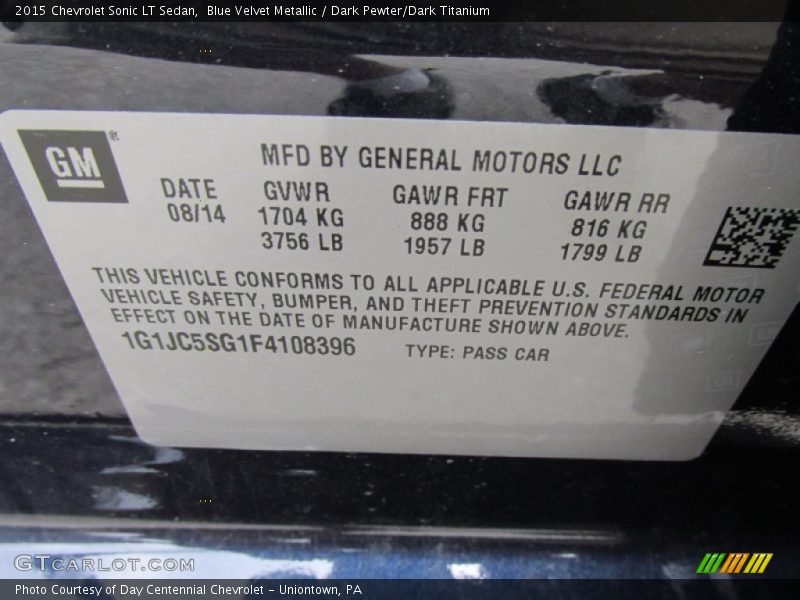 2015 Chevrolet Sonic LT Sedan, Blue Velvet Metallic / Dark Pewter/Dark Titanium
GM®
MFD BY GENERAL MOTORS LLC
DATE GVWR GAWR FRT GAWR RR
08/14 1704 KG 888 KG 816 KG
3756 LB 1957 LB 1799 LB
THIS VEHICLE CONFORMS TO ALL APPLICABLE U.S. FEDERAL MOTOR
VEHICLE SAFETY, BUMPER, AND THEFT PREVENTION STANDARDS IN
EFFECT ON THE DATE OF MANUFACTURE SHOWN ABOVE.
1G1JC5SG1F4108396 TYPE: PASS CAR
GTCARLOT.COM
Photo Courtesy of Day Centennial Chevrolet - Uniontown, PA